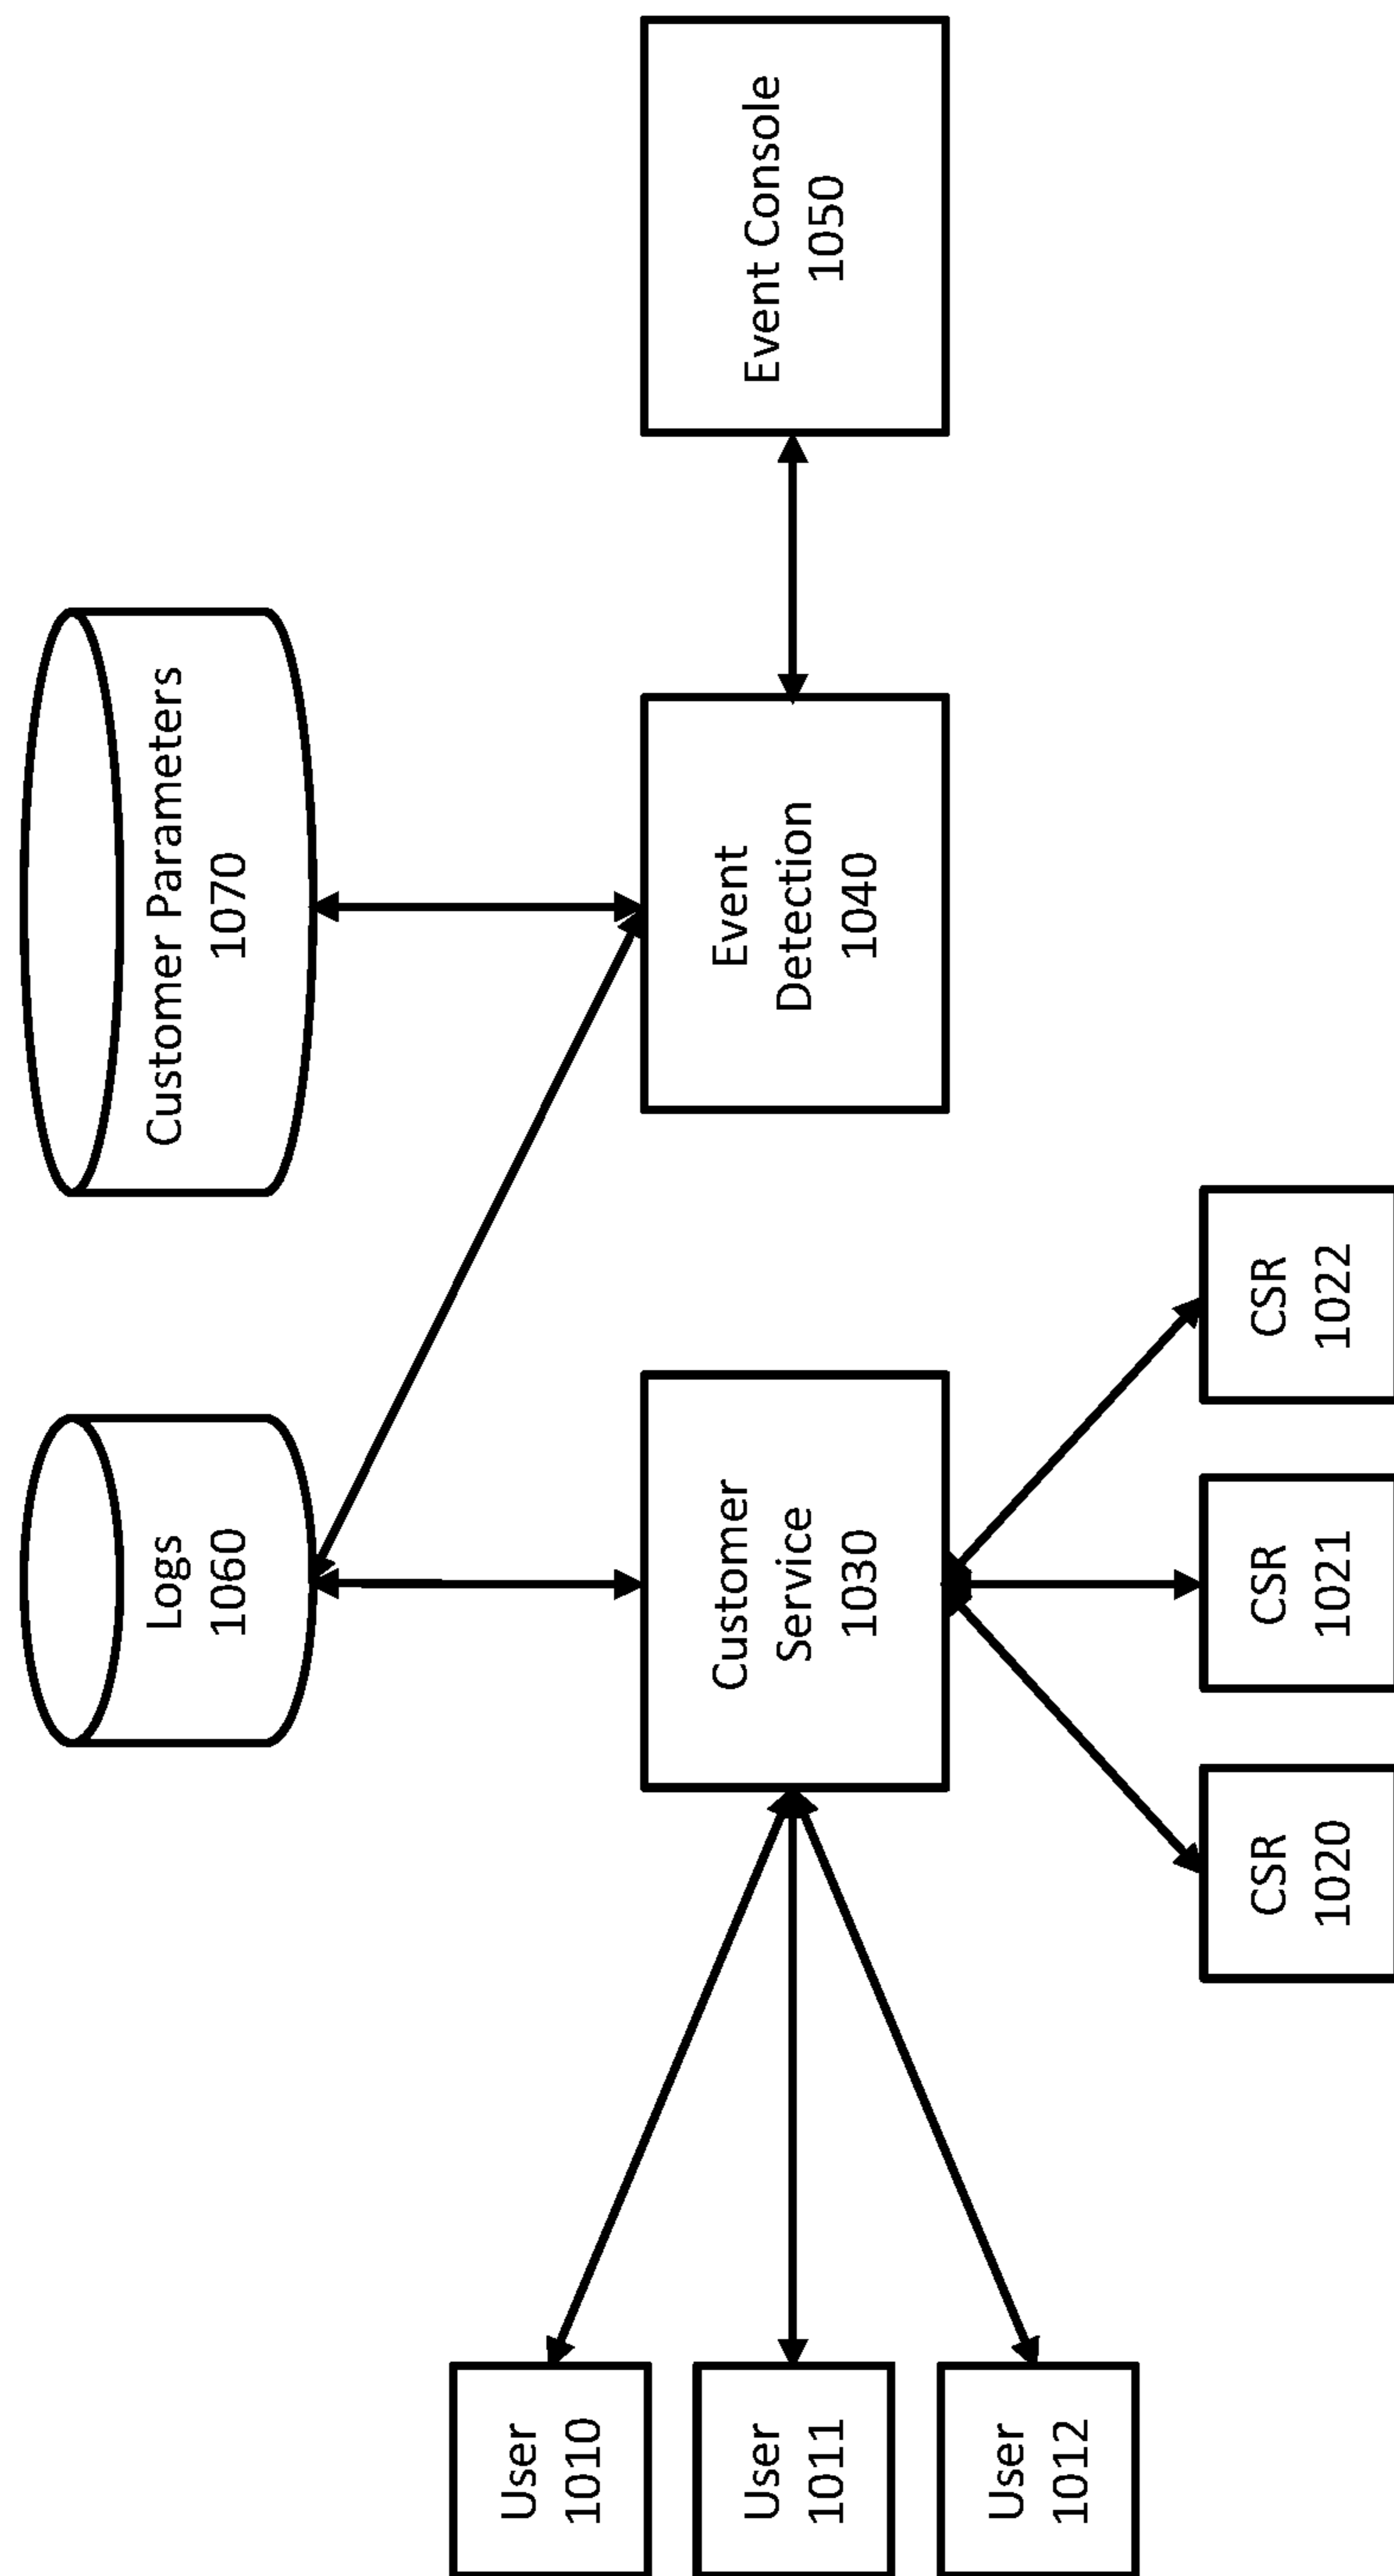 Logs
1060
Customer Parameters
1070
User
1010
User
1011
User
1012
Customer
Service
1030
Event
Detection
1040
Event Console
1050
CSR
1020
CSR
1021
CSR
1022